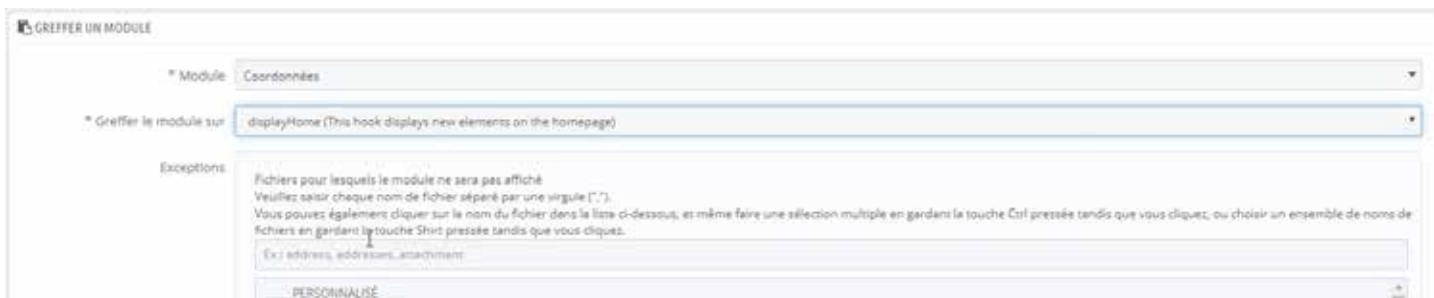 GREFFER UN MODULE
* Module Coordonnées
* Greffer le module sur displayHome (This hook displays new elements on the homepage)
Exceptions
Fichiers pour lesquels le module ne sera pas affiché
Veuillez saisir chaque nom de fichier séparé par une virgule (",").
Vous pouvez également cliquer sur le nom du fichier dans la liste ci-dessous, et même faire une sélection multiple en gardant la touche Ctrl pressée tandis que vous cliquez, ou choisir un ensemble de noms de
fichiers en gardant la touche Shirt pressée tandis que vous cliquez.
Ex.: address, addresses, attachment
___ PERSONNALISÉ ___